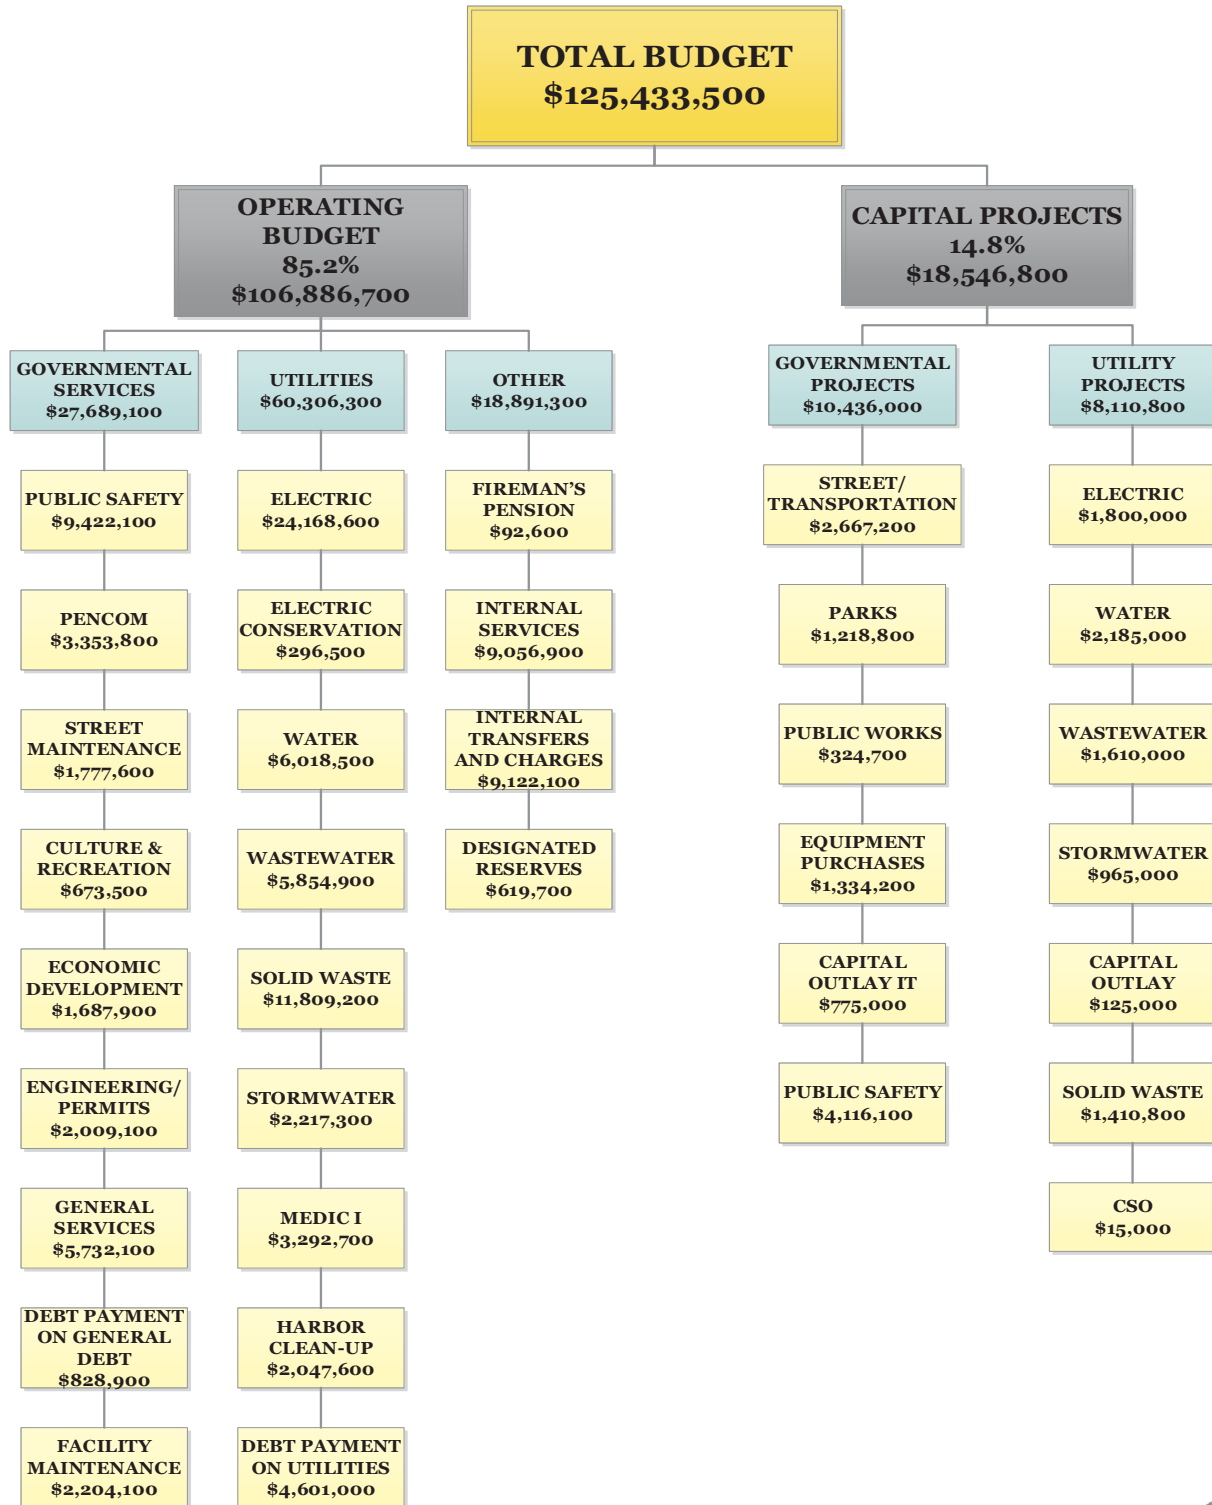 TOTAL BUDGET
$125,433,500
OPERATING
BUDGET
85.2%
$106,886,700
CAPITAL PROJECTS
14.8%
$18,546,800
GOVERNMENTAL
SERVICES
$27,689,100
UTILITIES
$60,306,300
OTHER
$18,891,300
GOVERNMENTAL
PROJECTS
$10,436,000
UTILITY
PROJECTS
$8,110,800
PUBLIC SAFETY
$9,422,100
PENCOM
$3,353,800
STREET
MAINTENANCE
$1,777,600
CULTURE &
RECREATION
$673,500
ECONOMIC
DEVELOPMENT
$1,687,900
ENGINEERING/
PERMITS
$2,009,100
GENERAL
SERVICES
$5,732,100
DEBT PAYMENT
ON GENERAL
DEBT
$828,900
FACILITY
MAINTENANCE
$2,204,100
ELECTRIC
$24,168,600
ELECTRIC
CONSERVATION
$296,500
WATER
$6,018,500
WASTEWATER
$5,854,900
SOLID WASTE
$11,809,200
STORMWATER
$2,217,300
MEDIC I
$3,292,700
HARBOR
CLEAN-UP
$2,047,600
DEBT PAYMENT
ON UTILITIES
$4,601,000
FIREMAN'S
PENSION
$92,600
INTERNAL
SERVICES
$9,056,900
INTERNAL
TRANSFERS
AND CHARGES
$9,122,100
DESIGNATED
RESERVES
$619,700
STREET/
TRANSPORTATION
$2,667,200
PARKS
$1,218,800
PUBLIC WORKS
$324,700
EQUIPMENT
PURCHASES
$1,334,200
CAPITAL
OUTLAY IT
$775,000
PUBLIC SAFETY
$4,116,100
ELECTRIC
$1,800,000
WATER
$2,185,000
WASTEWATER
$1,610,000
STORMWATER
$965,000
CAPITAL
OUTLAY
$125,000
SOLID WASTE
$1,410,800
CSO
$15,000